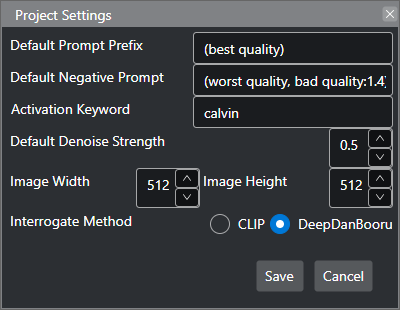 Project Settings
Default Prompt Prefix (best quality)
Default Negative Prompt (worst quality, bad quality:1.4)
Activation Keyword calvin
Default Denoise Strength 0.5
Image Width 512 Image Height 512
Interrogate Method CLIP DeepDanBooru
Save Cancel